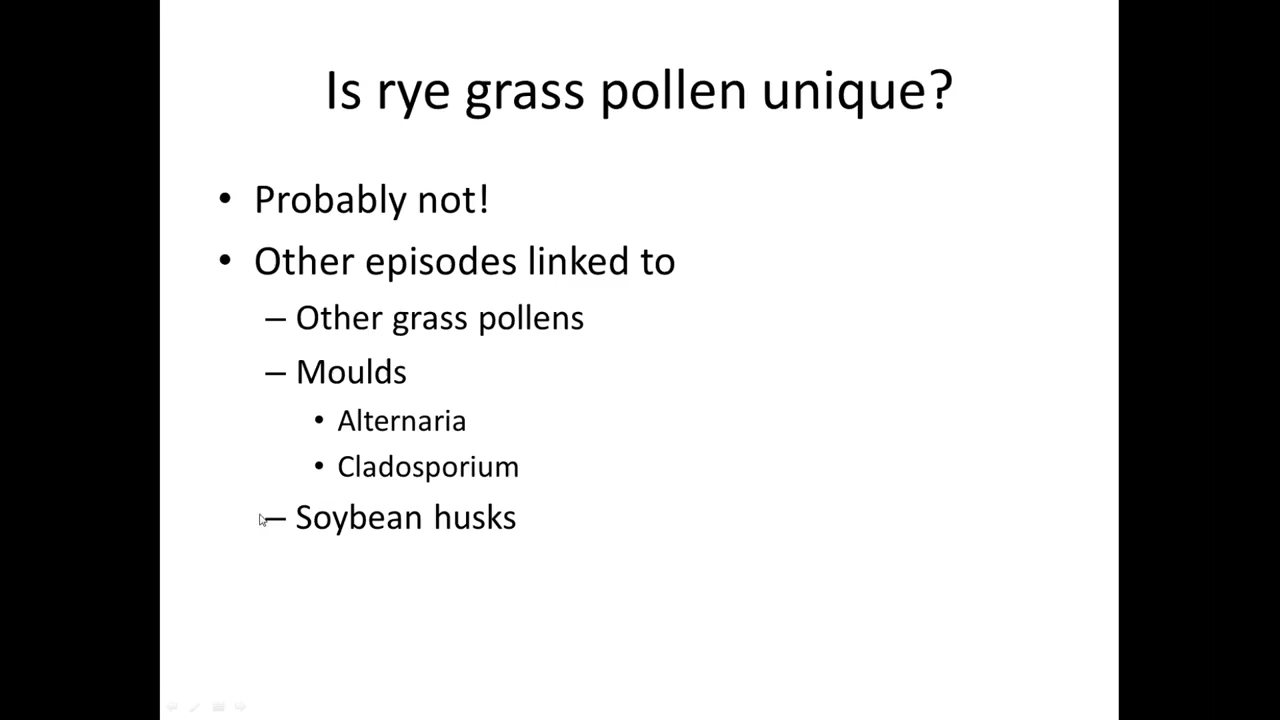 Is rye grass pollen unique?
• Probably not!
• Other episodes linked to
– Other grass pollens
– Moulds
• Alternaria
• Cladosporium
– Soybean husks